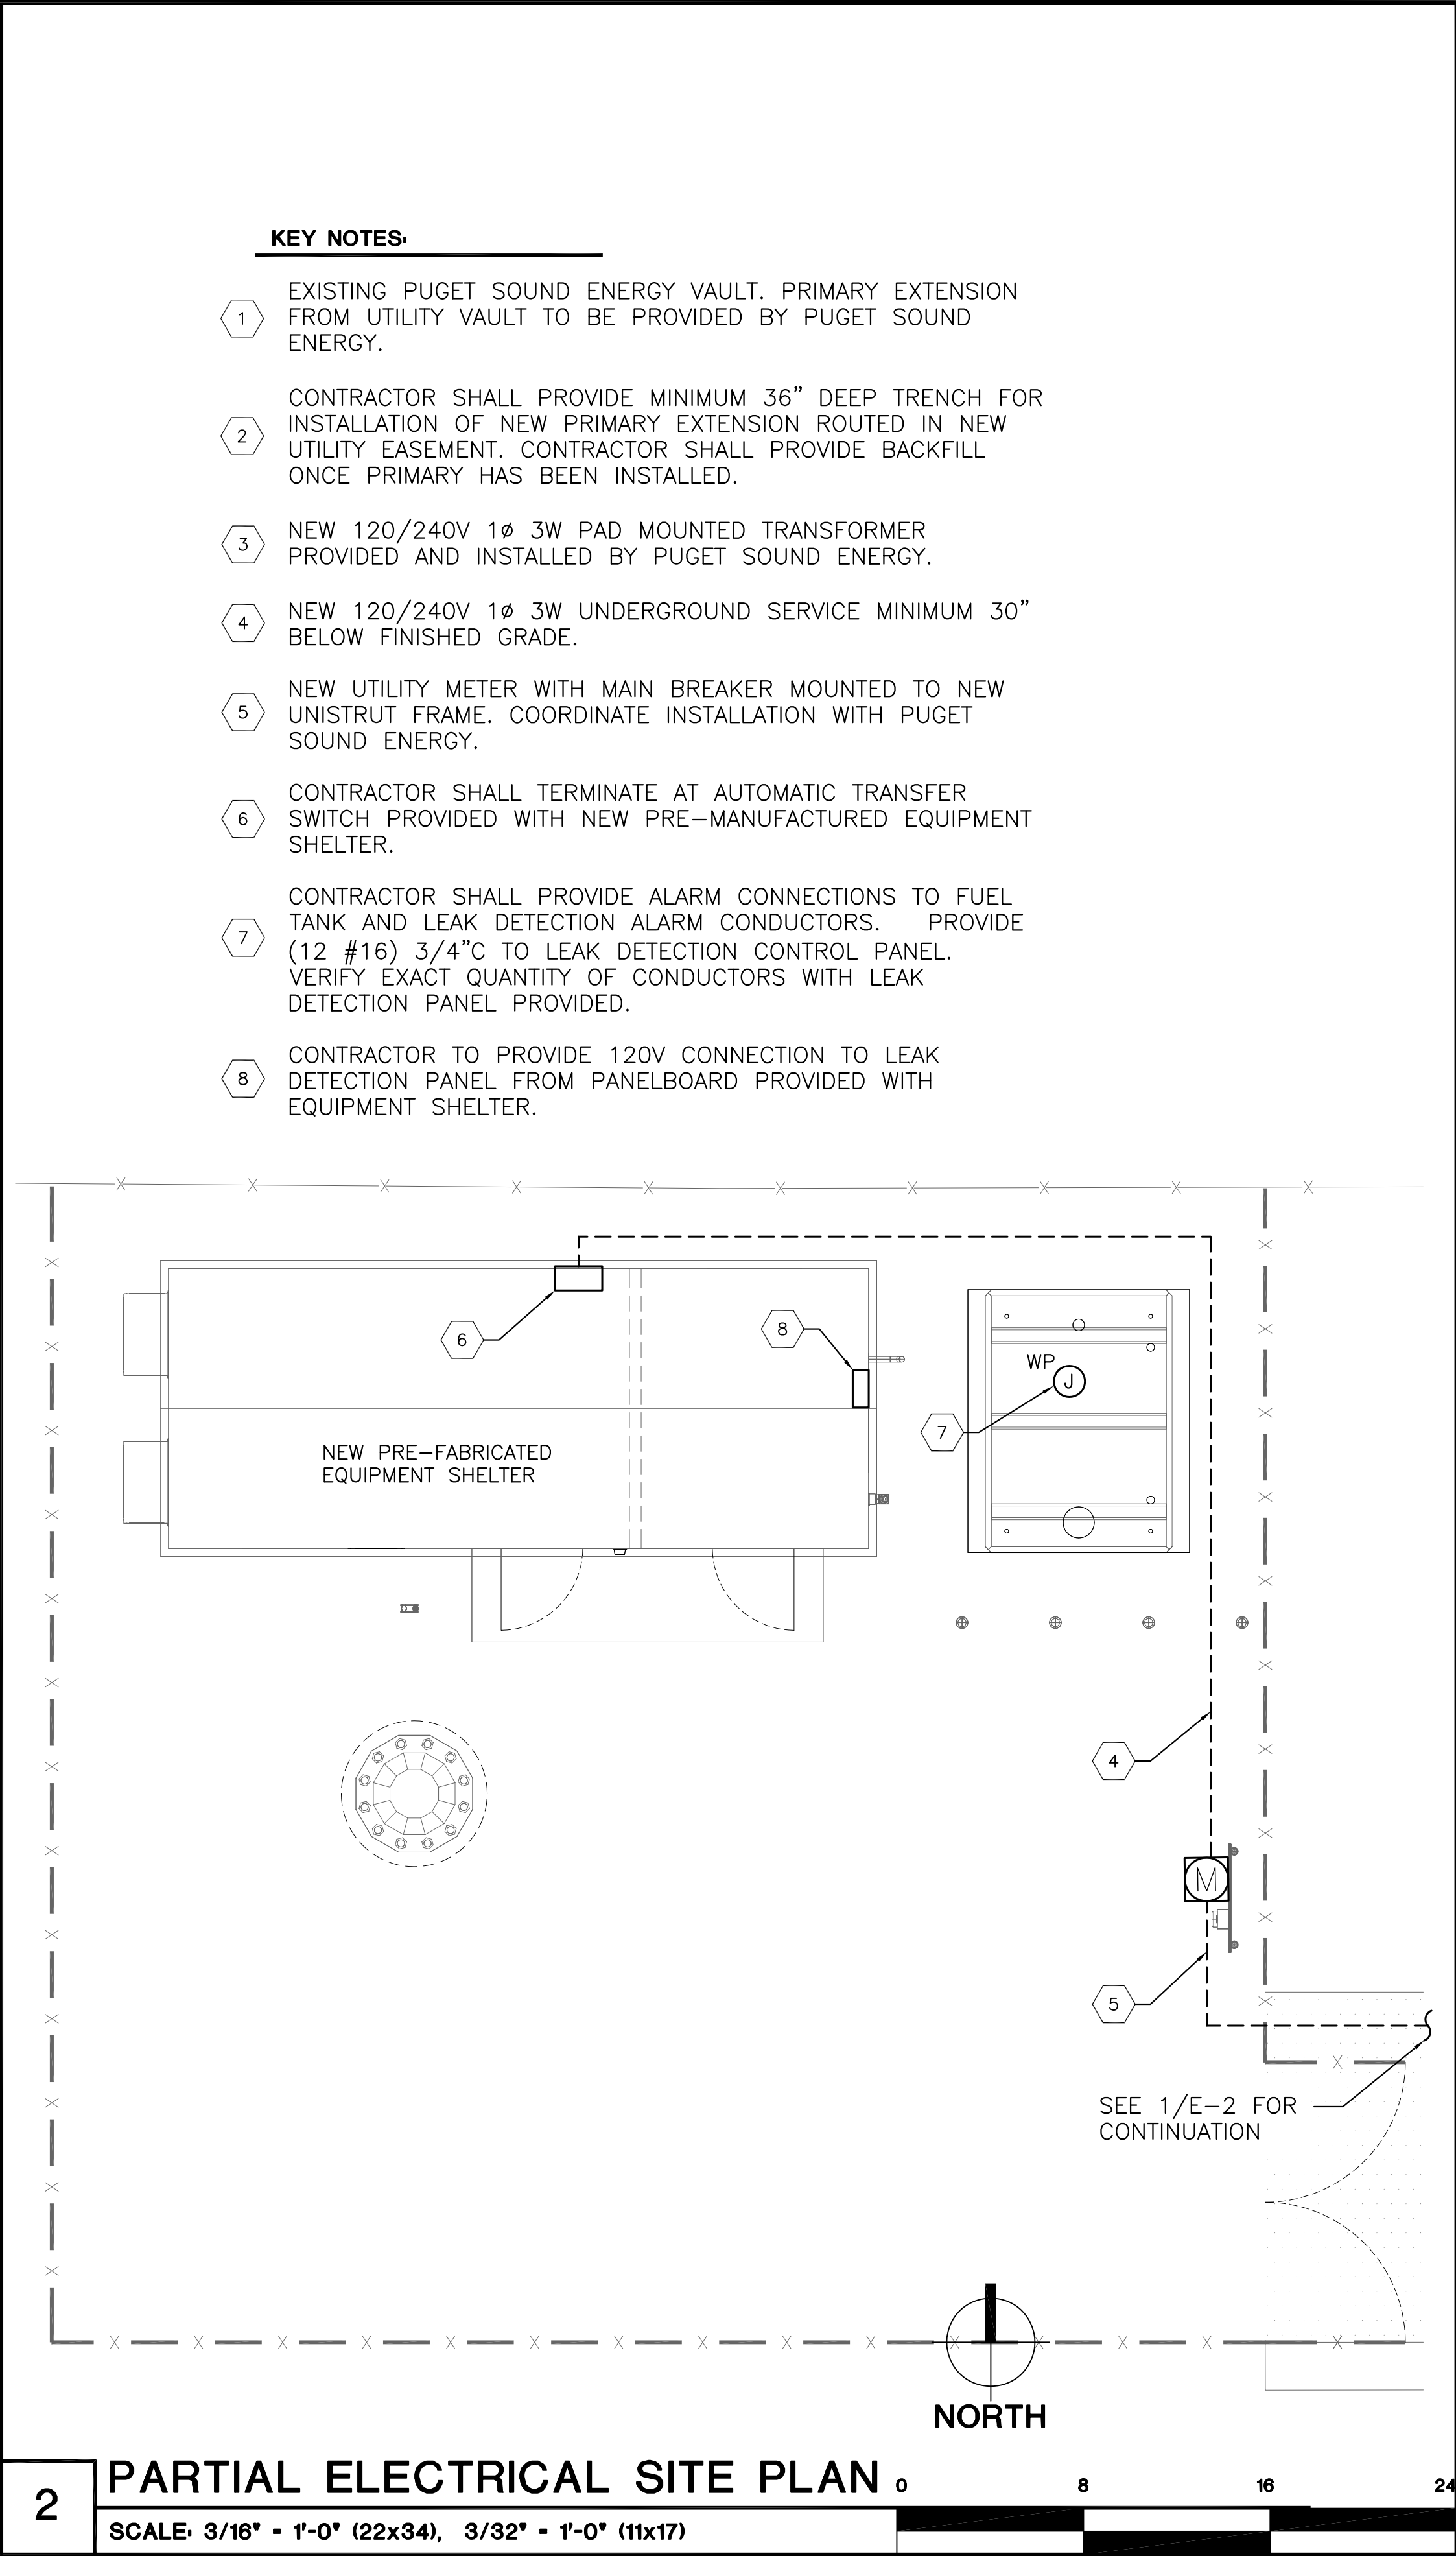 KEY NOTES:
1
EXISTING PUGET SOUND ENERGY VAULT. PRIMARY EXTENSION
FROM UTILITY VAULT TO BE PROVIDED BY PUGET SOUND
ENERGY.
2
CONTRACTOR SHALL PROVIDE MINIMUM 36" DEEP TRENCH FOR
INSTALLATION OF NEW PRIMARY EXTENSION ROUTED IN NEW
UTILITY EASEMENT. CONTRACTOR SHALL PROVIDE BACKFILL
ONCE PRIMARY HAS BEEN INSTALLED.
3
NEW 120/240V 1ø 3W PAD MOUNTED TRANSFORMER
PROVIDED AND INSTALLED BY PUGET SOUND ENERGY.
4
NEW 120/240V 1ø 3W UNDERGROUND SERVICE MINIMUM 30"
BELOW FINISHED GRADE.
5
NEW UTILITY METER WITH MAIN BREAKER MOUNTED TO NEW
UNISTRUT FRAME. COORDINATE INSTALLATION WITH PUGET
SOUND ENERGY.
6
CONTRACTOR SHALL TERMINATE AT AUTOMATIC TRANSFER
SWITCH PROVIDED WITH NEW PRE-MANUFACTURED EQUIPMENT
SHELTER.
7
CONTRACTOR SHALL PROVIDE ALARM CONNECTIONS TO FUEL
TANK AND LEAK DETECTION ALARM CONDUCTORS. PROVIDE
(12 #16) 3/4"C TO LEAK DETECTION CONTROL PANEL.
VERIFY EXACT QUANTITY OF CONDUCTORS WITH LEAK
DETECTION PANEL PROVIDED.
8
CONTRACTOR TO PROVIDE 120V CONNECTION TO LEAK
DETECTION PANEL FROM PANELBOARD PROVIDED WITH
EQUIPMENT SHELTER.
6
8
WP
J
7
NEW PRE-FABRICATED
EQUIPMENT SHELTER
4
M
5
SEE 1/E-2 FOR
CONTINUATION
NORTH
2
PARTIAL ELECTRICAL SITE PLAN
0 8 16 24
SCALE: 3/16" = 1'-0" (22x34), 3/32" = 1'-0" (11x17)